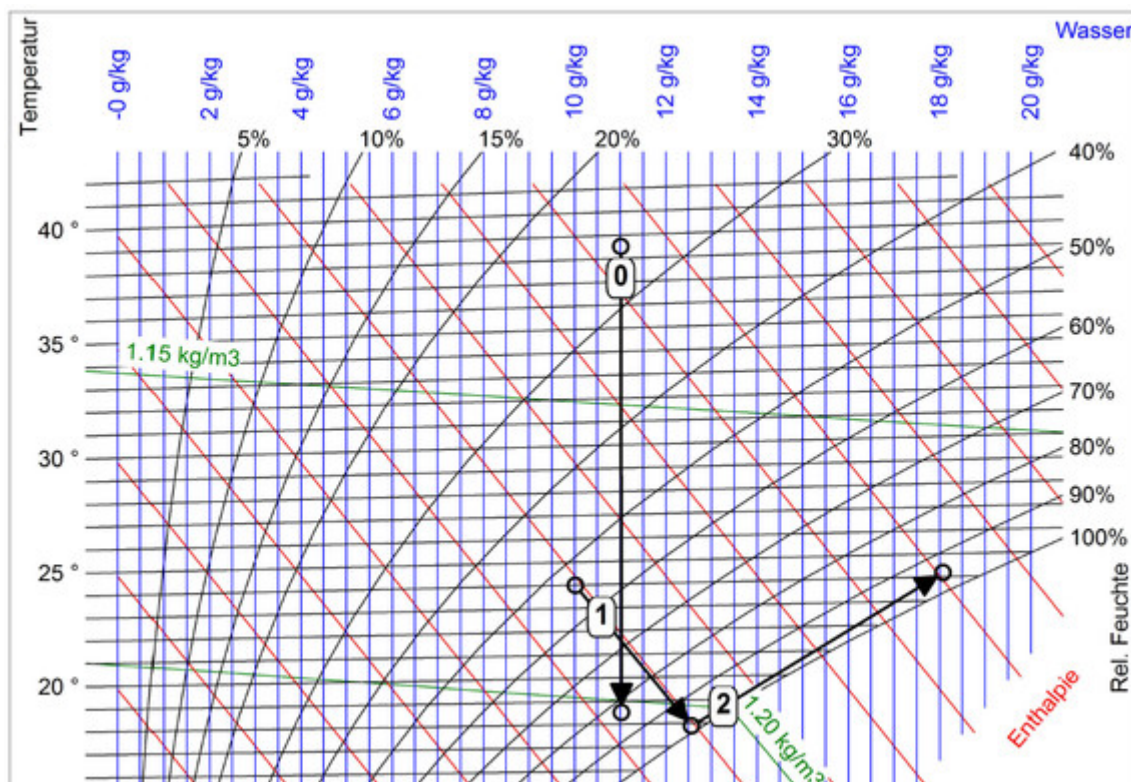 Temperatur
-0 g/kg
2 g/kg
4 g/kg
6 g/kg
8 g/kg
10 g/kg
12 g/kg
14 g/kg
16 g/kg
18 g/kg
20 g/kg
Wasser
5%
10%
15%
20%
30%
40%
50%
60%
70%
80%
90%
100%
40 °
35 °
30 °
25 °
20 °
1.15 kg/m3
0
1
2
1.20 kg/m3
Enthalpie
Rel. Feuchte